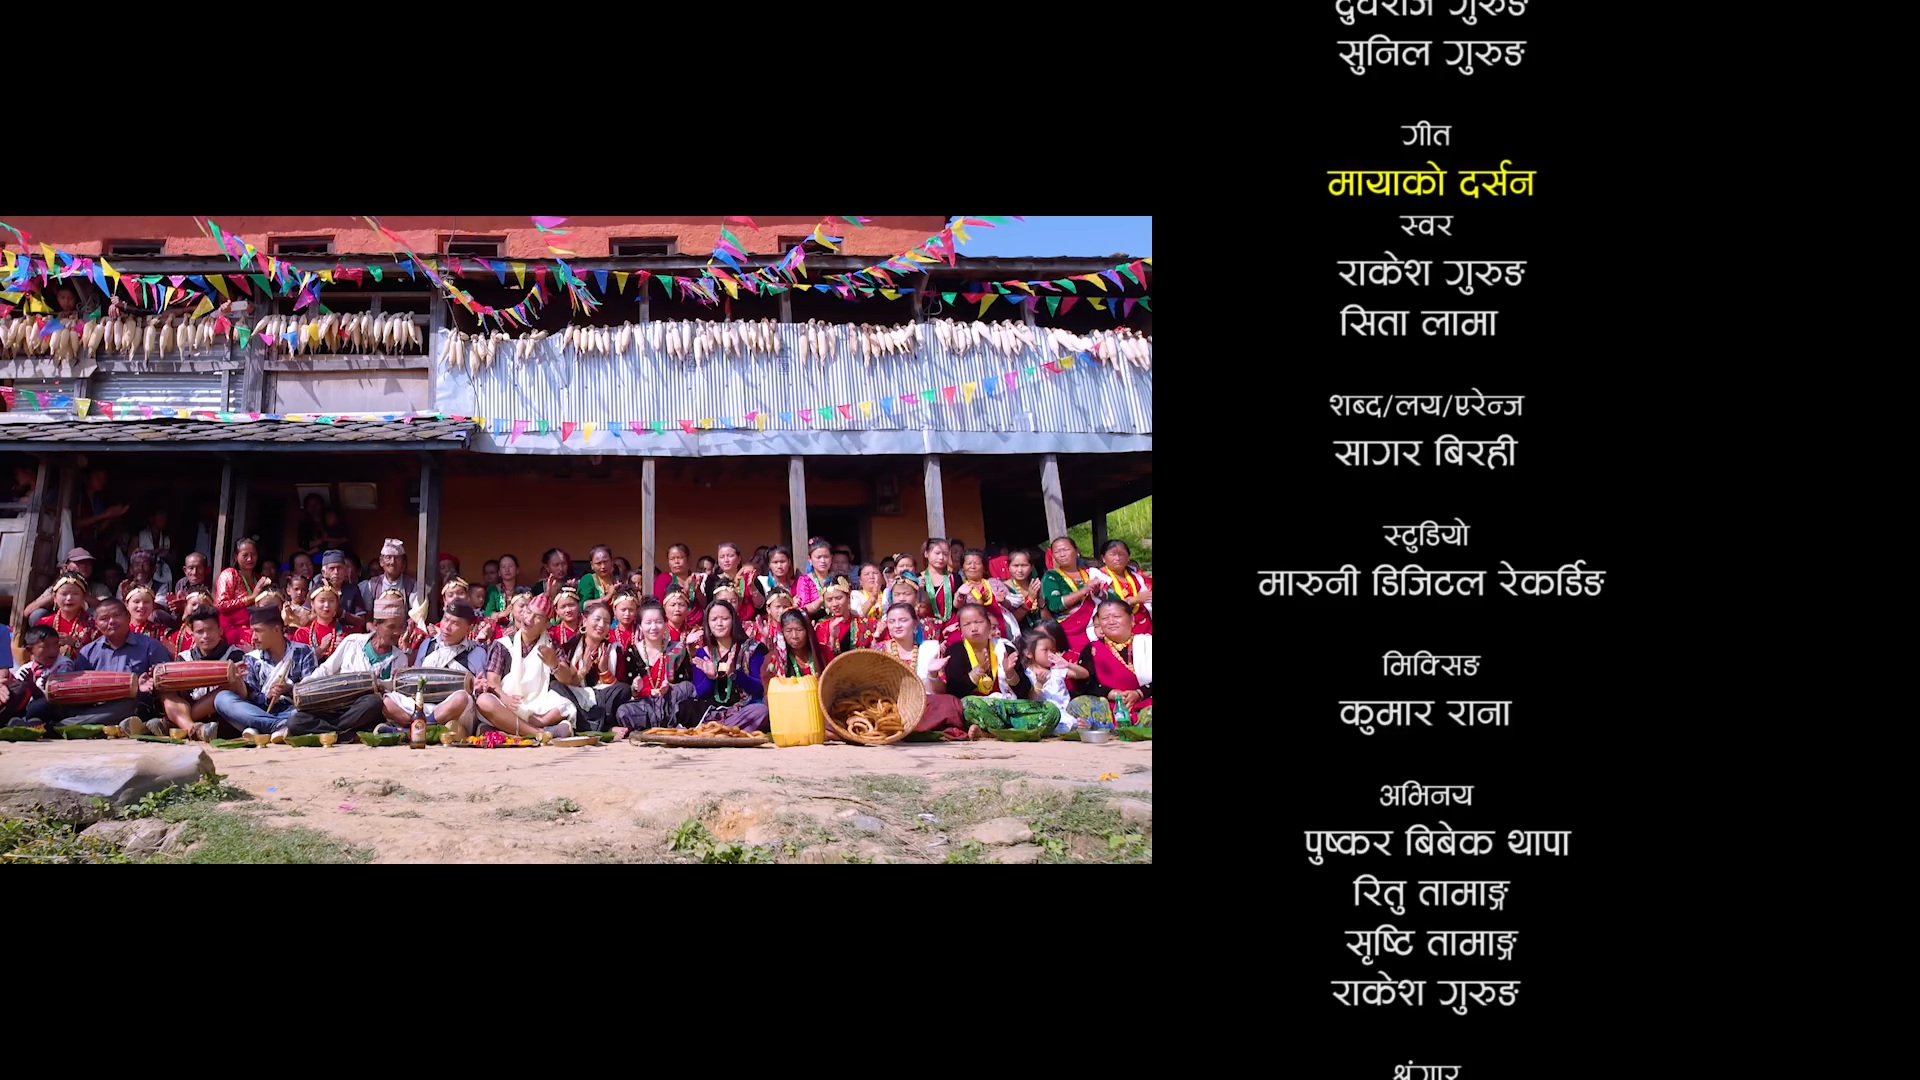 सुनिल गुरुङ
गीत
मायाको दर्सन
स्वर
राकेश गुरुङ
सिता लामा
शब्द/लय/एरेन्ज
सागर बिरही
स्टुडियो
मारुनी डिजिटल रेकर्डिङ
मिक्सिङ
कुमार राना
अभिनय
पुष्कर बिबेक थापा
रितु तामाङ्ग
सृष्टि तामाङ्ग
राकेश गुरुङ